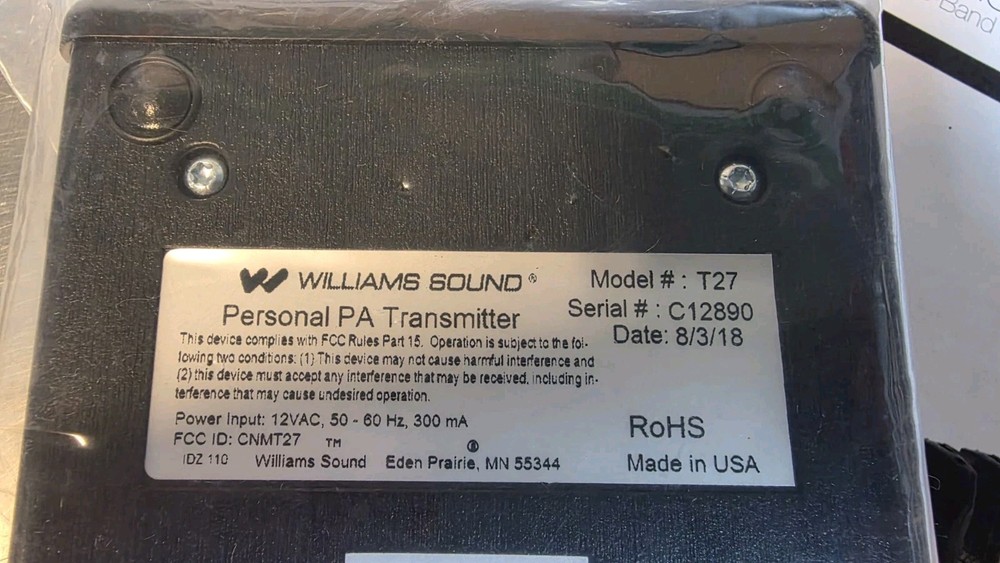 Band
WILLIAMS SOUND®
Model # : T27
Personal PA Transmitter
Serial # : C12890
Date: 8/3/18
This device complies with FCC Rules Part 15. Operation is subject to the fol-
lowing two conditions: (1) This device may not cause harmful interference and
(2) this device must accept any interference that may be received, including in-
terference that may cause undesired operation.
Power Input: 12VAC, 50 - 60 Hz, 300 mA
RoHS
FCC ID: CNMT27 TM
IDZ 110 Williams Sound Eden Prairie, MN 55344
Made in USA